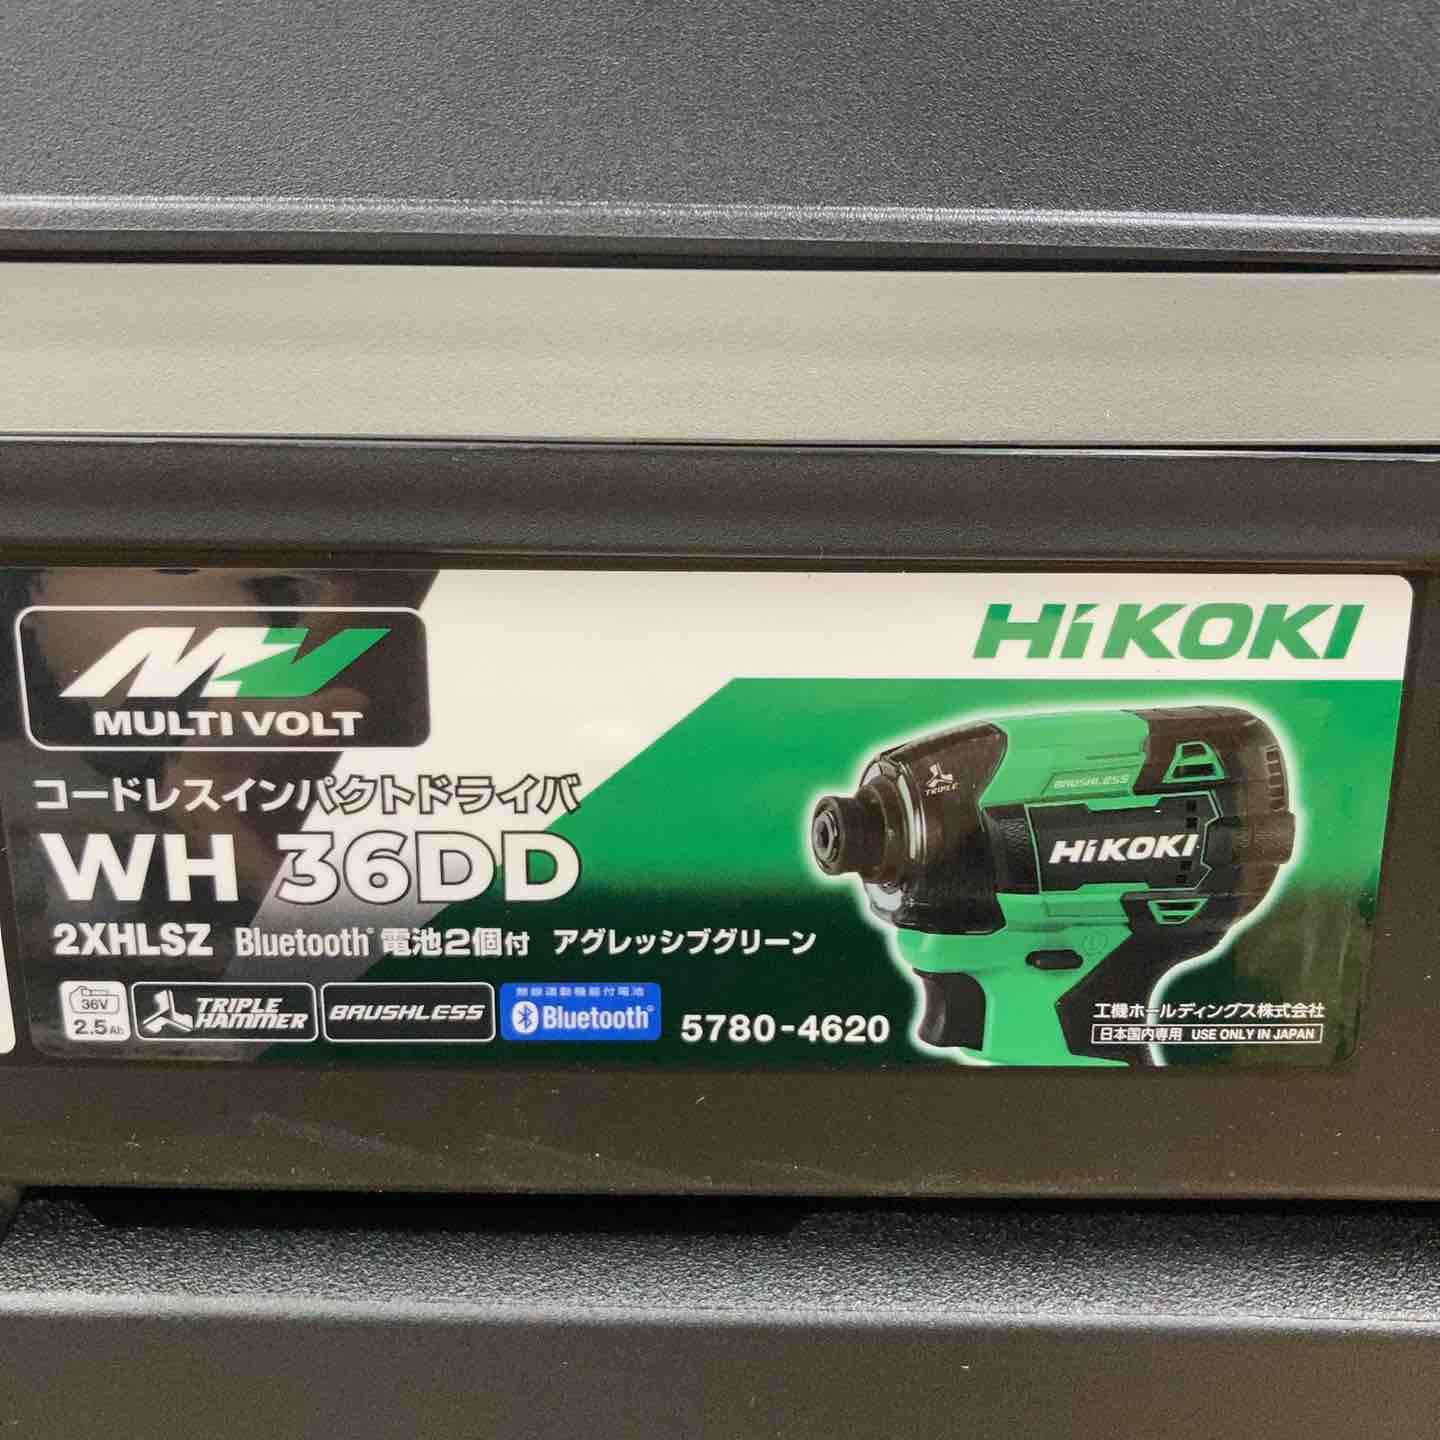 MV
MULTI VOLT
HiKOKI
コードレスインパクトドライバ
WH 36DD
2XHLSZ Bluetooth® 電池2個付 アグレッシブグリーン
36V
2.5Ah
TRIPLE
HAMMER
BRUSHLESS
無線連動機能付電池
Bluetooth®
5780-4620
TRIPLE
BRUSHLESS
HiKOKI
工機ホールディングス株式会社
日本国内専用 USE ONLY IN JAPAN